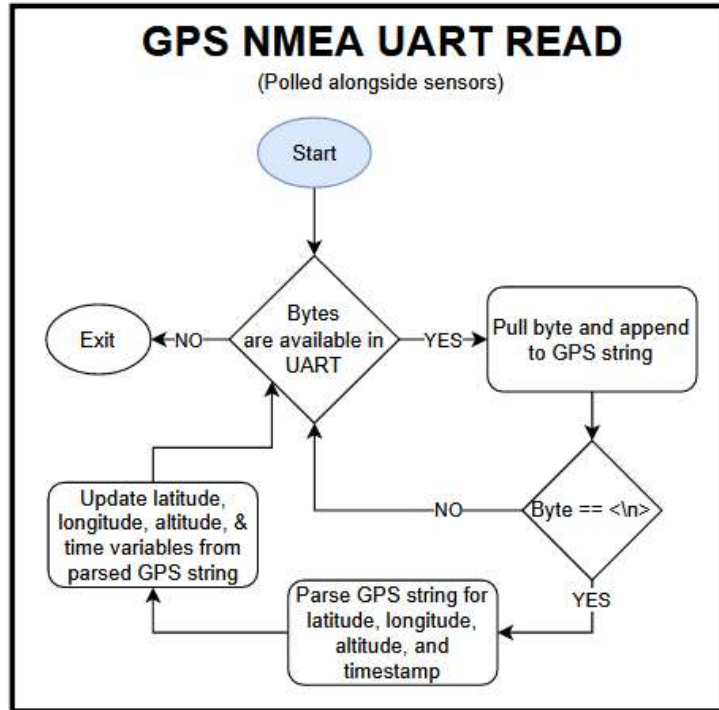 GPS NMEA UART READ
(Polled alongside sensors)
Start
Bytes
are available in
UART
NO
Exit
YES
Pull byte and append
to GPS string
Byte == <\n>
NO
YES
Parse GPS string for
latitude, longitude,
altitude, and
timestamp
Update latitude,
longitude, altitude, &
time variables from
parsed GPS string